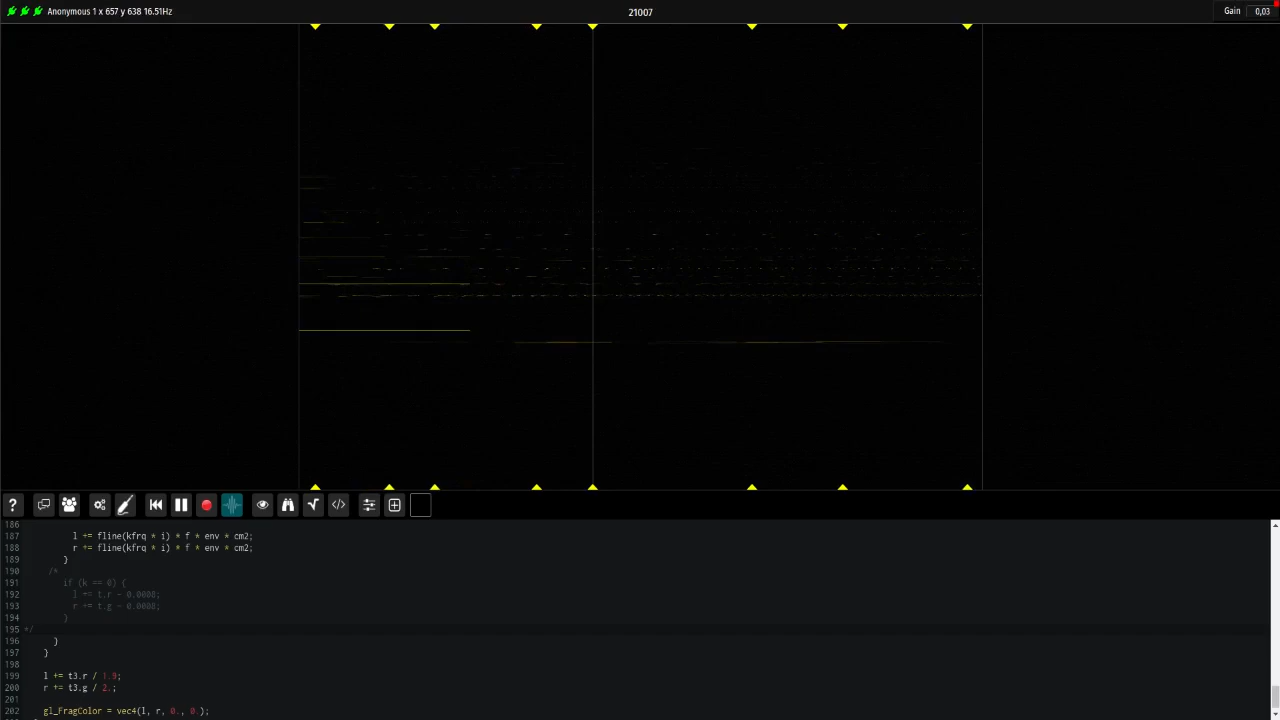 Anonymous 1 x 657 y 638 16.51Hz
21007
Gain 0,03
?
186
187 l += fline(kfrq * i) * f * env * cm2;
188 r += fline(kfrq * i) * f * env * cm2;
189 }
190 /*
191 if (k == 0) {
192 l += t.r - 0.0008;
193 r += t.g - 0.0008;
194 }
195 */
196 }
197 }
198
199 l += t3.r / 1.9;
200 r += t3.g / 2.;
201
202 gl_FragColor = vec4(l, r, 0., 0.);